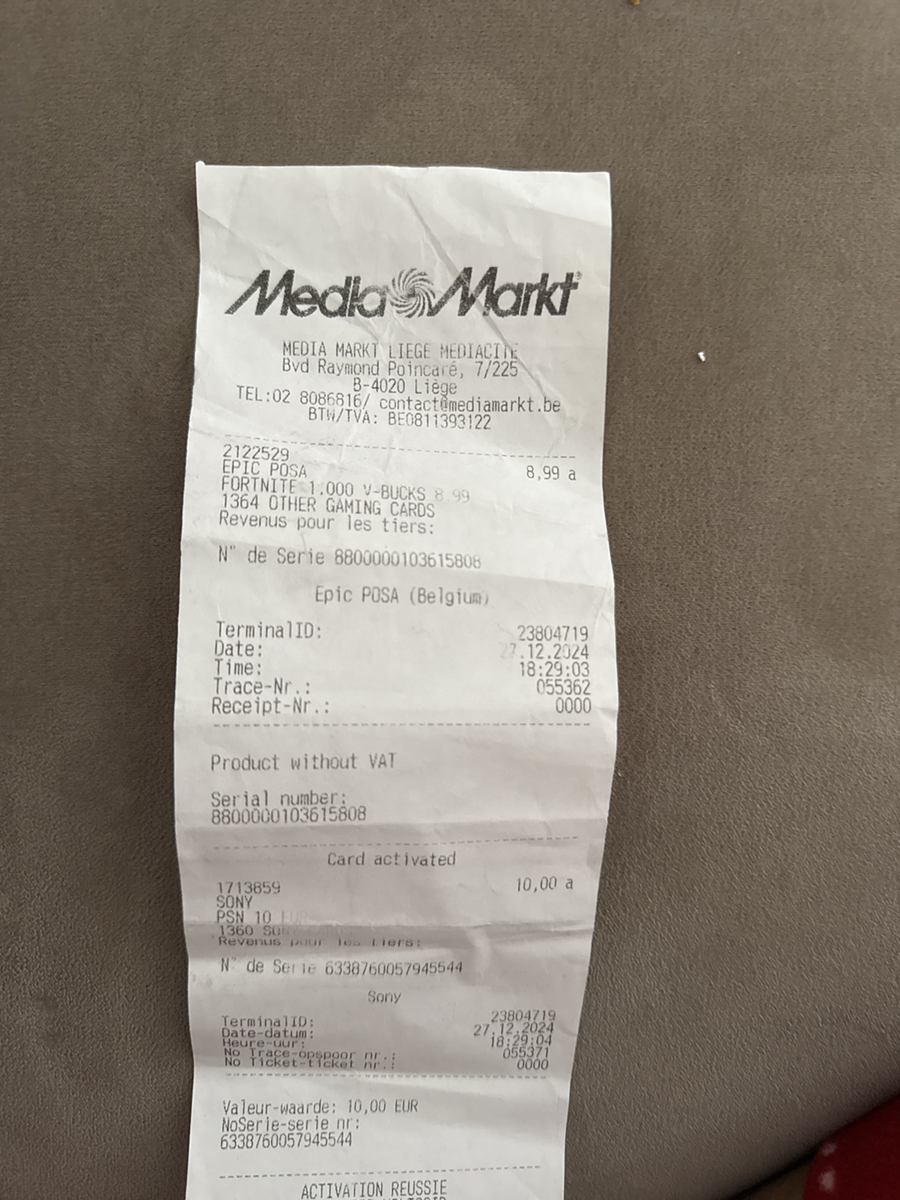 Media Markt
MEDIA MARKT LIEGE MEDIACITE
Bvd Raymond Poincaré, 7/225
B-4020 Liège
TEL:02 8086816/ contact@mediamarkt.be
BTW/TVA: BE0811393122
2122529
EPIC POSA 8,99 a
FORTNITE 1.000 V-BUCKS 8.99
1364 OTHER GAMING CARDS
Revenus pour les tiers:
N° de Serie 8800000103615808
Epic POSA (Belgium)
TerminalID: 23804719
Date: 27.12.2024
Time: 18:29:03
Trace-Nr.: 055362
Receipt-Nr.: 0000
Product without VAT
Serial number:
8800000103615808
Card activated
1713859 10,00 a
SONY
PSN 10 EUR
1360
Revenus pour les tiers:
N° de Serie 6338760057945544
Sony
TerminalID: 23804719
Date-datum: 27.12.2024
Heure-uur: 18:29:04
No Trace-opspoor nr.: 055371
No Ticket-ticket nr.: 0000
Valeur-waarde: 10,00 EUR
NoSerie-serie nr:
6338760057945544
ACTIVATION REUSSIE